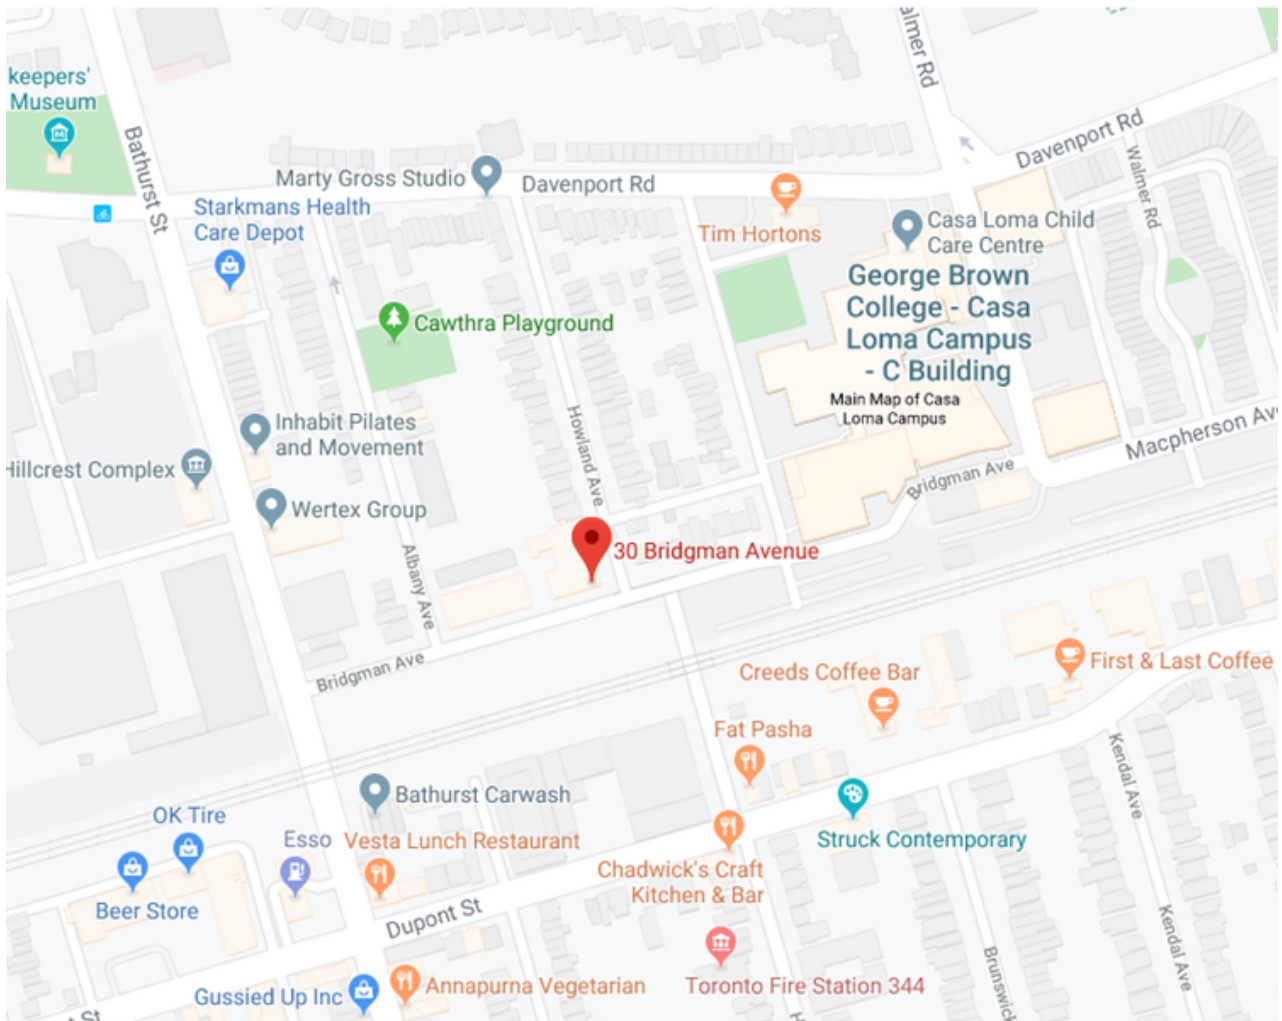 almer Rd
keepers'
Museum
Bathurst St
Davenport Rd
Walmer Rd
Marty Gross Studio
Davenport Rd
Starkmans Health
Care Depot
Tim Hortons
Casa Loma Child
Care Centre
George Brown
College - Casa
Loma Campus
- C Building
Main Map of Casa
Loma Campus
Cawthra Playground
Howland Ave
Inhabit Pilates
and Movement
Hillcrest Complex
Macpherson Ave
Bridgman Ave
Wertex Group
30 Bridgman Avenue
Albany Ave
Bridgman Ave
Creeds Coffee Bar
First & Last Coffee
Fat Pasha
Kendal Ave
Bathurst Carwash
OK Tire
Esso
Vesta Lunch Restaurant
Struck Contemporary
Chadwick's Craft
Kitchen & Bar
Beer Store
Dupont St
Kendal Ave
Toronto Fire Station 344
Annapurna Vegetarian
Gussied Up Inc
Brunswick
St
H